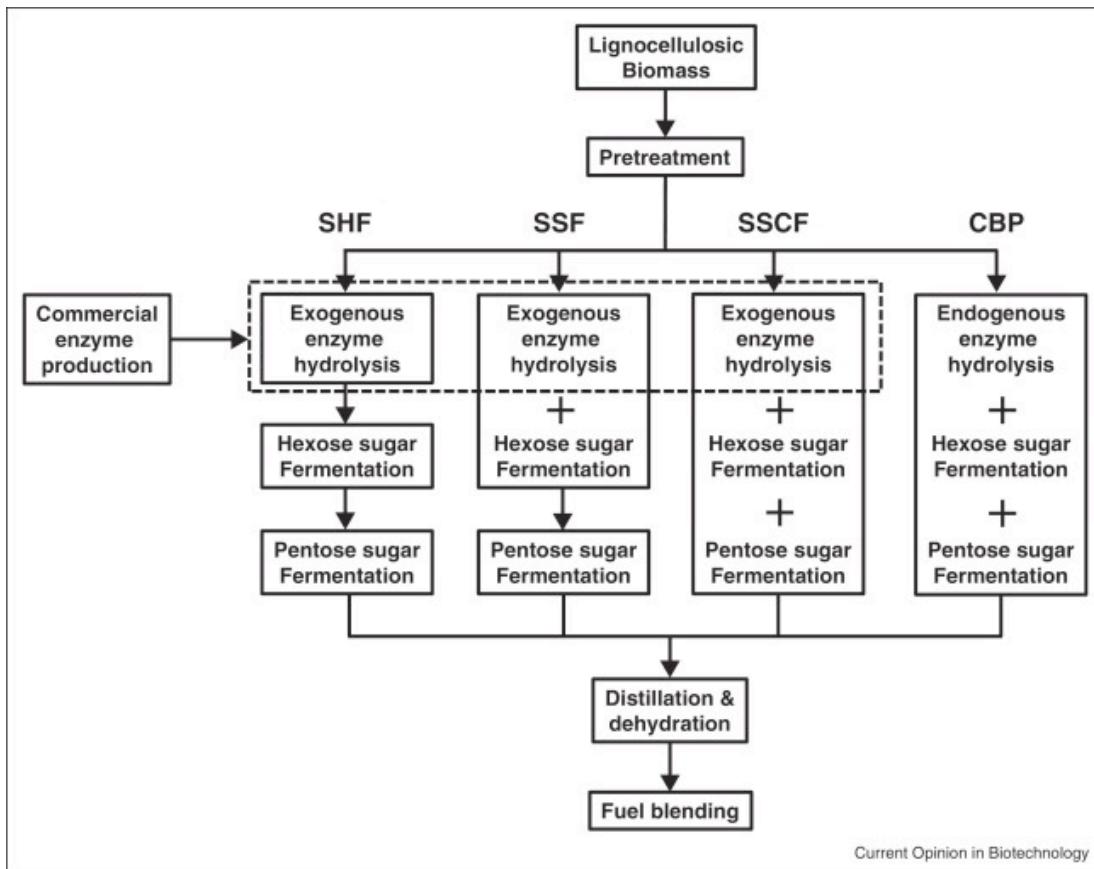 Lignocellulosic
Biomass
Pretreatment
SHF
SSF
SSCF
CBP
Commercial
enzyme
production
Exogenous
enzyme
hydrolysis
Hexose sugar
Fermentation
Pentose sugar
Fermentation
Exogenous
enzyme
hydrolysis
+
Hexose sugar
Fermentation
Pentose sugar
Fermentation
Exogenous
enzyme
hydrolysis
+
Hexose sugar
Fermentation
+
Pentose sugar
Fermentation
Endogenous
enzyme
hydrolysis
+
Hexose sugar
Fermentation
+
Pentose sugar
Fermentation
Distillation &
dehydration
Fuel blending
Current Opinion in Biotechnology